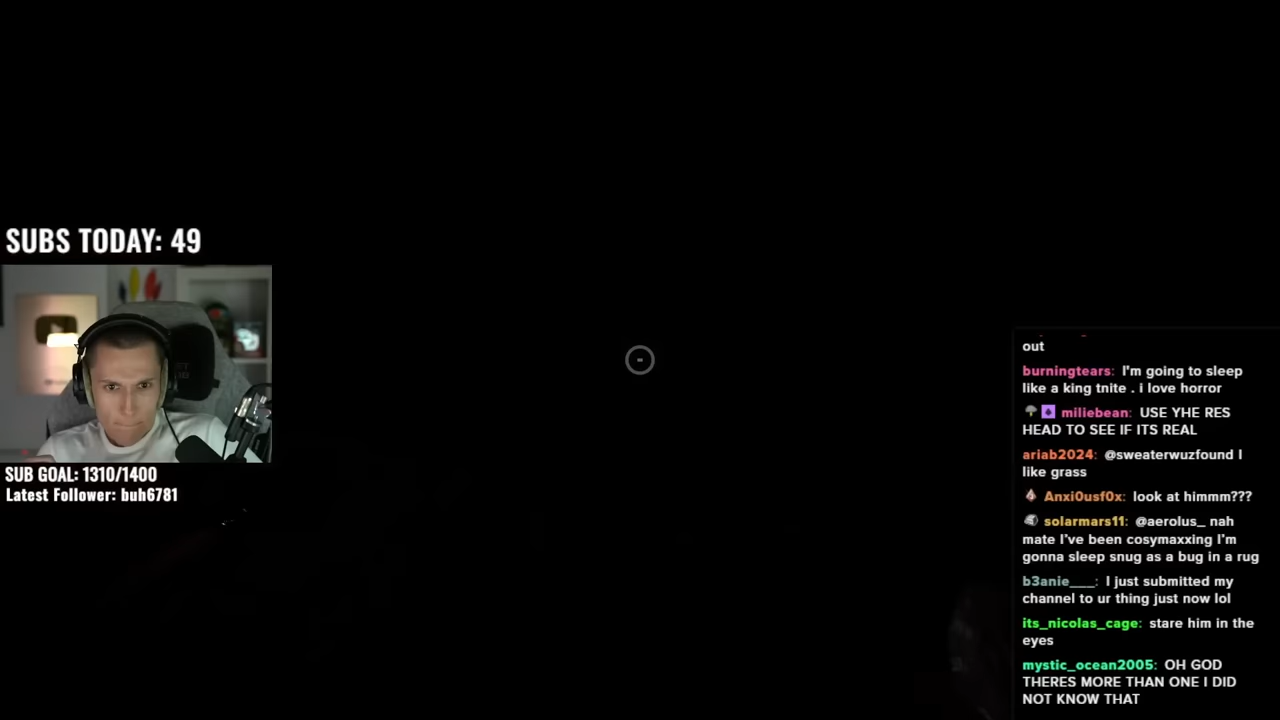 SUBS TODAY: 49
SUB GOAL: 1310/1400
Latest Follower: buh6781
out
burningtears: I'm going to sleep
like a king tnite . i love horror
miliebean: USE YHE RES
HEAD TO SEE IF ITS REAL
ariab2024: @sweaterwuzfound I
like grass
Anxi0usf0x: look at himmm???
solarmars11: @aerolus_ nah
mate I've been cosymaxxing I'm
gonna sleep snug as a bug in a rug
b3anie___: I just submitted my
channel to ur thing just now lol
its_nicolas_cage: stare him in the
eyes
mystic_ocean2005: OH GOD
THERES MORE THAN ONE I DID
NOT KNOW THAT